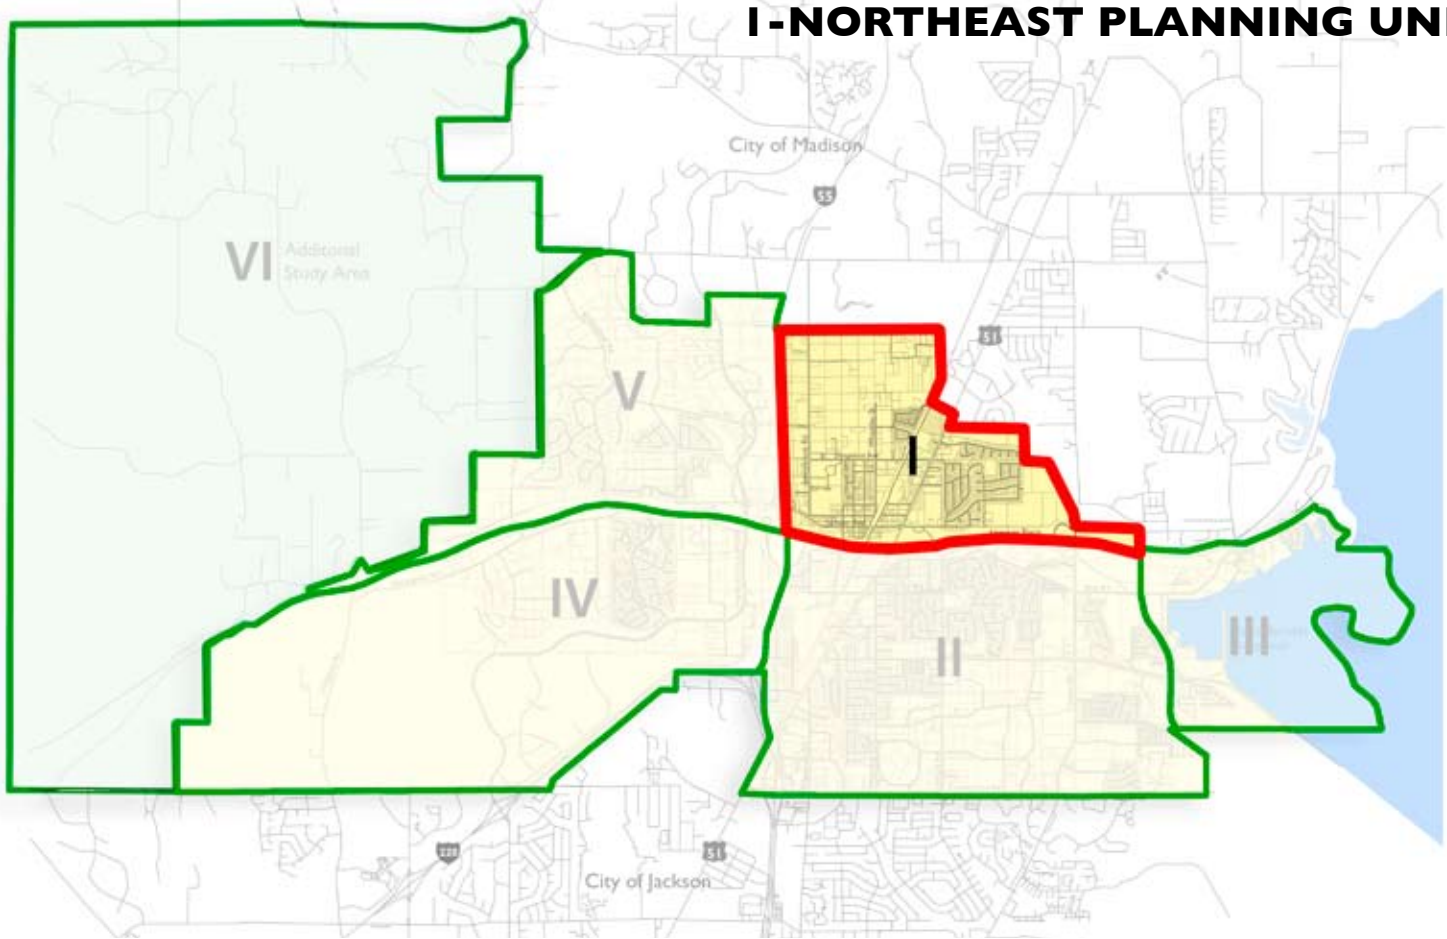 1-NORTHEAST PLANNING UNI
City of Madison
55
VI Additional
Study Area
51
V
I
IV
II
III
220
51
City of Jackson